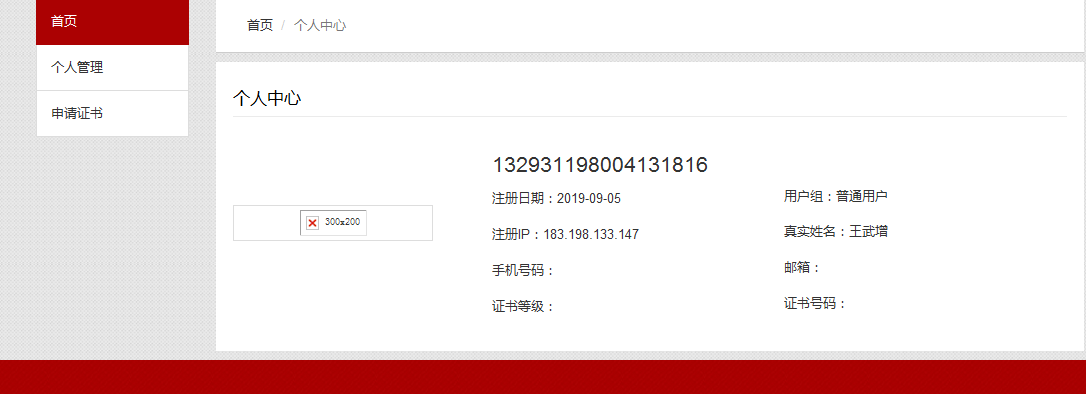 首页
个人管理
申请证书
首页 / 个人中心
个人中心
300x200
132931198004131816
注册日期：2019-09-05
用户组：普通用户
注册IP：183.198.133.147
真实姓名：王武增
手机号码：
邮箱：
证书等级：
证书号码：